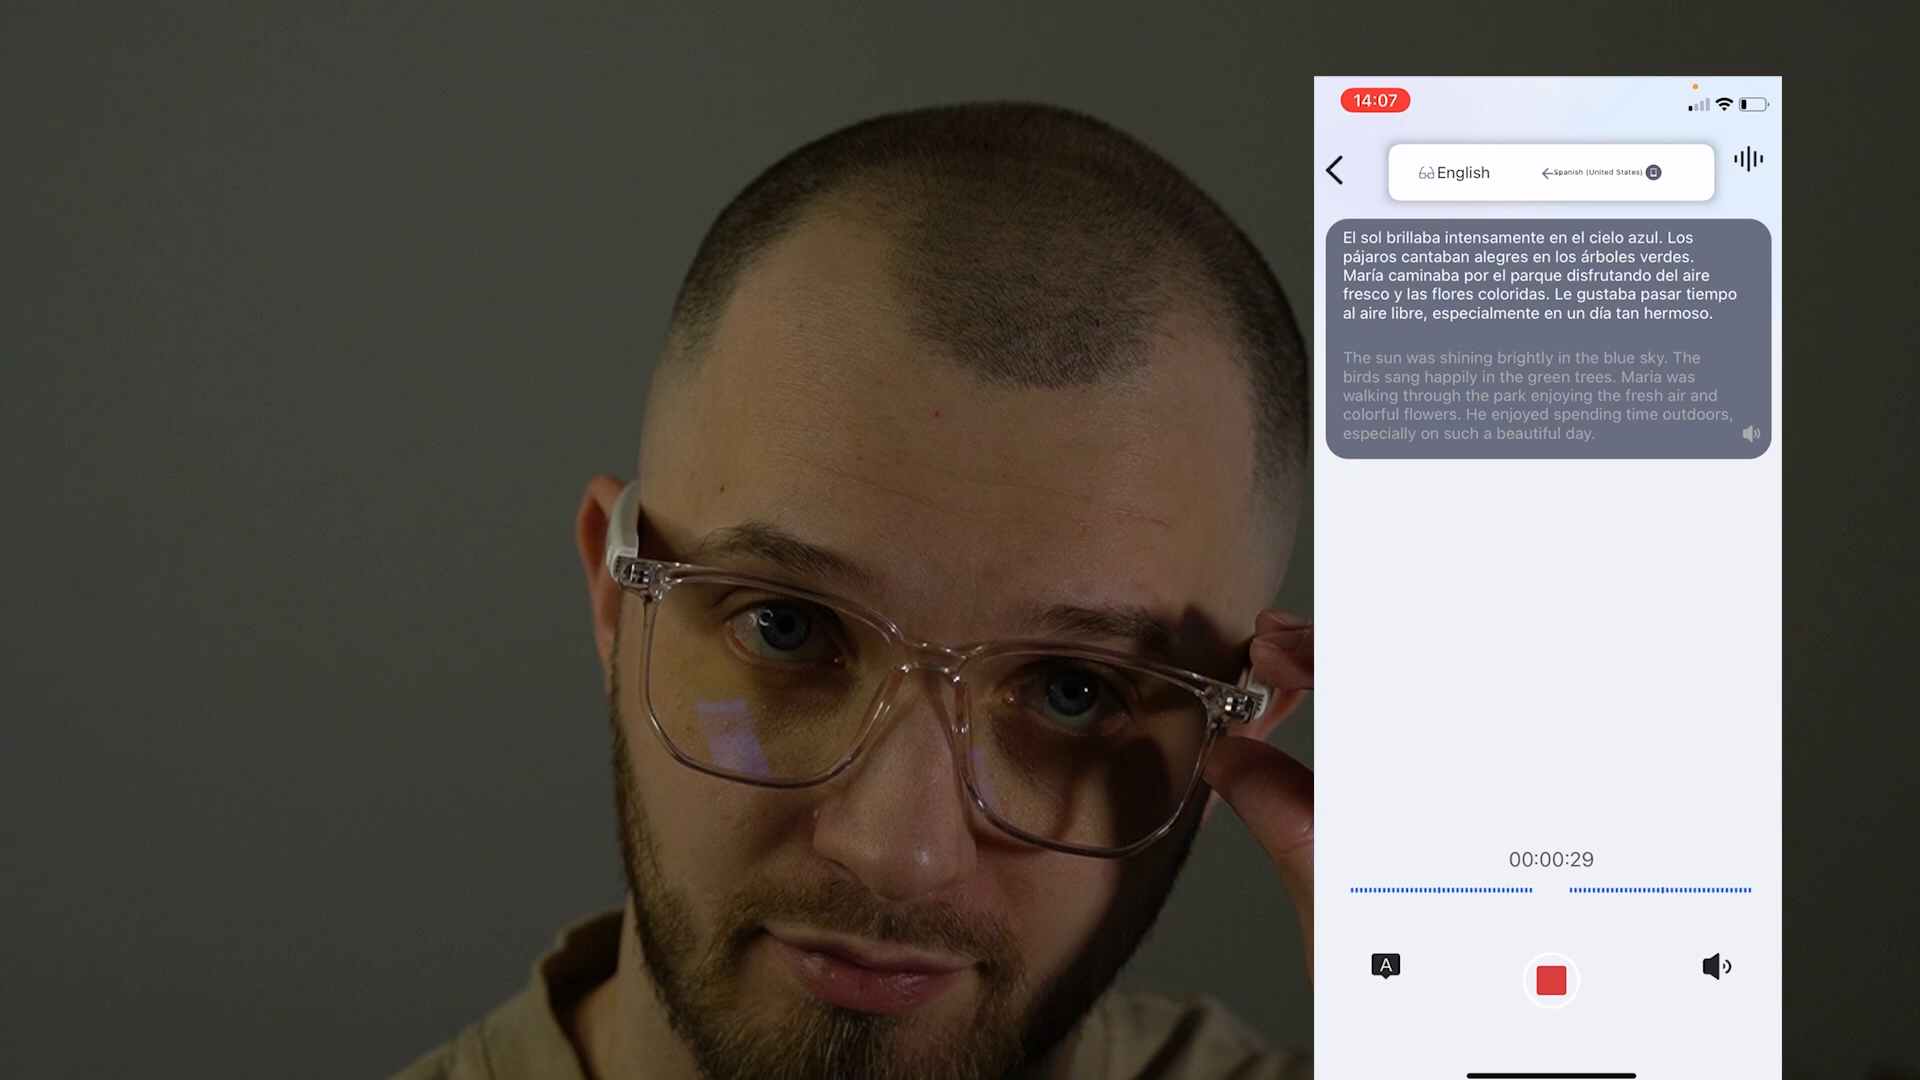 14:07
English
Spanish (United States)
El sol brillaba intensamente en el cielo azul. Los
pájaros cantaban alegres en los árboles verdes.
María caminaba por el parque disfrutando del aire
fresco y las flores coloridas. Le gustaba pasar tiempo
al aire libre, especialmente en un día tan hermoso.
The sun was shining brightly in the blue sky. The
birds sang happily in the green trees. Maria was
walking through the park enjoying the fresh air and
colorful flowers. He enjoyed spending time outdoors,
especially on such a beautiful day.
00:00:29
A